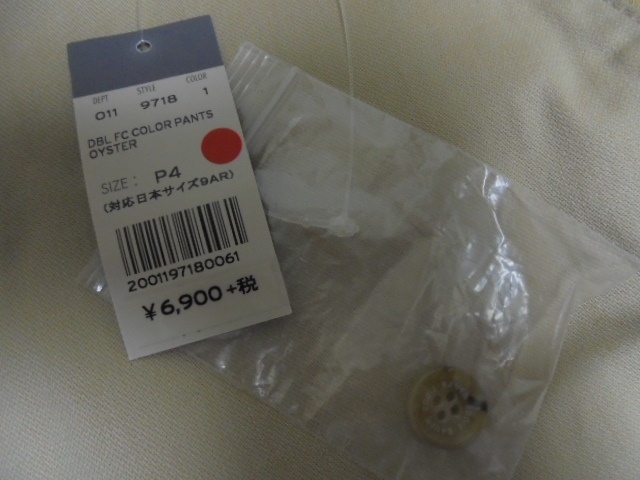 DEPT STYLE COLOR
011 9718 1
DBL FC COLOR PANTS
OYSTER
SIZE: P4
(対応日本サイズ9AR)
2001197180061
¥6,900+税